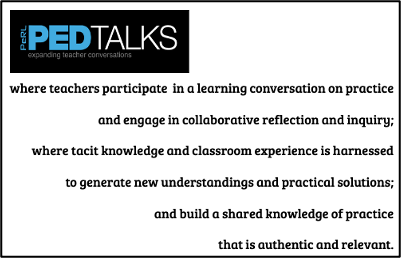 PeRL PEDTALKS
expanding teacher conversations
where teachers participate in a learning conversation on practice
and engage in collaborative reflection and inquiry;
where tacit knowledge and classroom experience is harnessed
to generate new understandings and practical solutions;
and build a shared knowledge of practice
that is authentic and relevant.